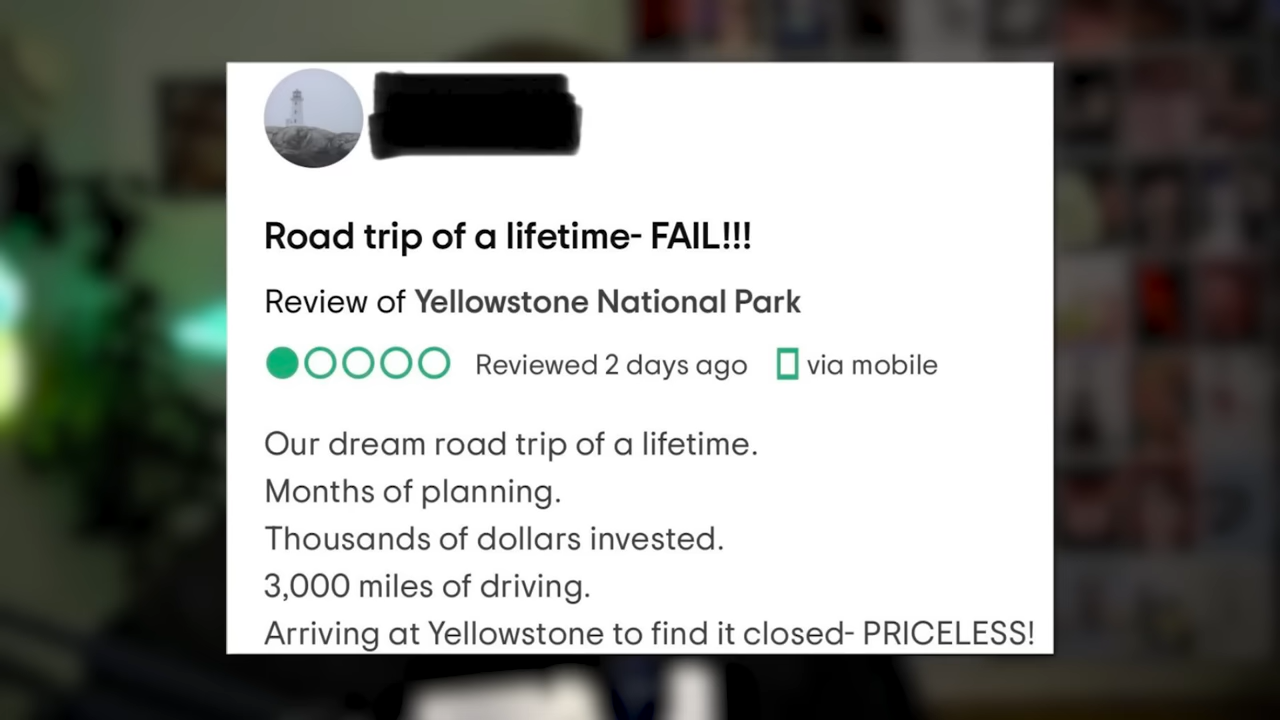 Road trip of a lifetime- FAIL!!!
Review of Yellowstone National Park
Reviewed 2 days ago via mobile
Our dream road trip of a lifetime.
Months of planning.
Thousands of dollars invested.
3,000 miles of driving.
Arriving at Yellowstone to find it closed- PRICELESS!